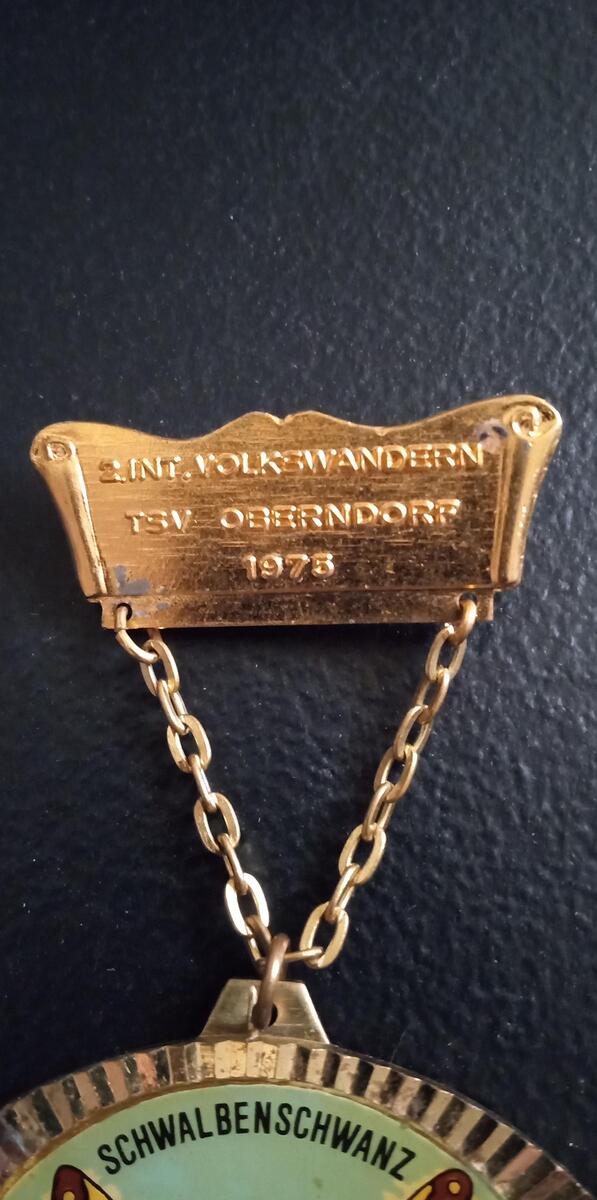 2.INT.VOLKSWANDERN
TSV OBERNDORF
1975
SCHWALBENSCHWANZ